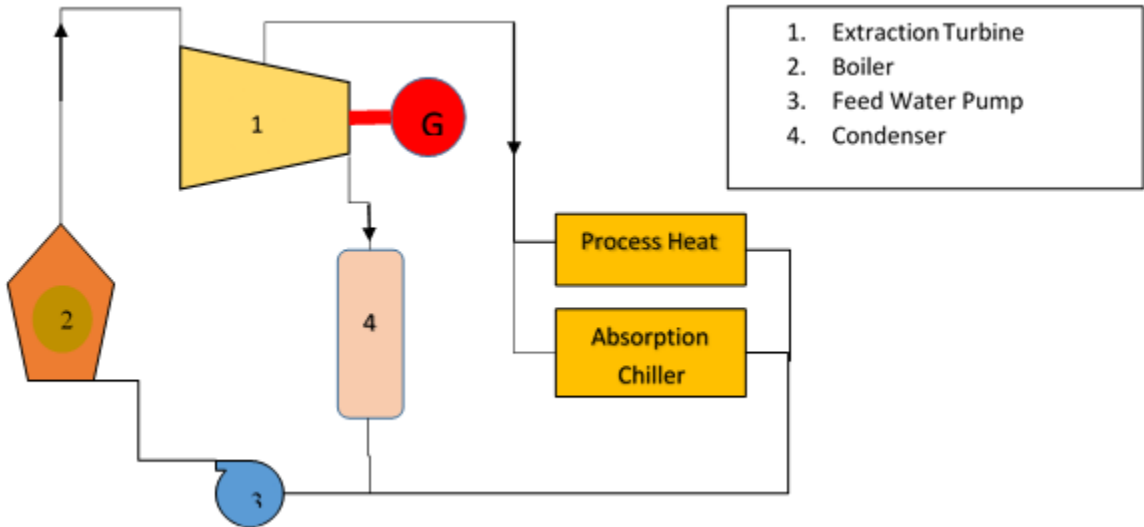 1. Extraction Turbine
2. Boiler
3. Feed Water Pump
4. Condenser
1
G
Process Heat
2
4
Absorption
Chiller
3